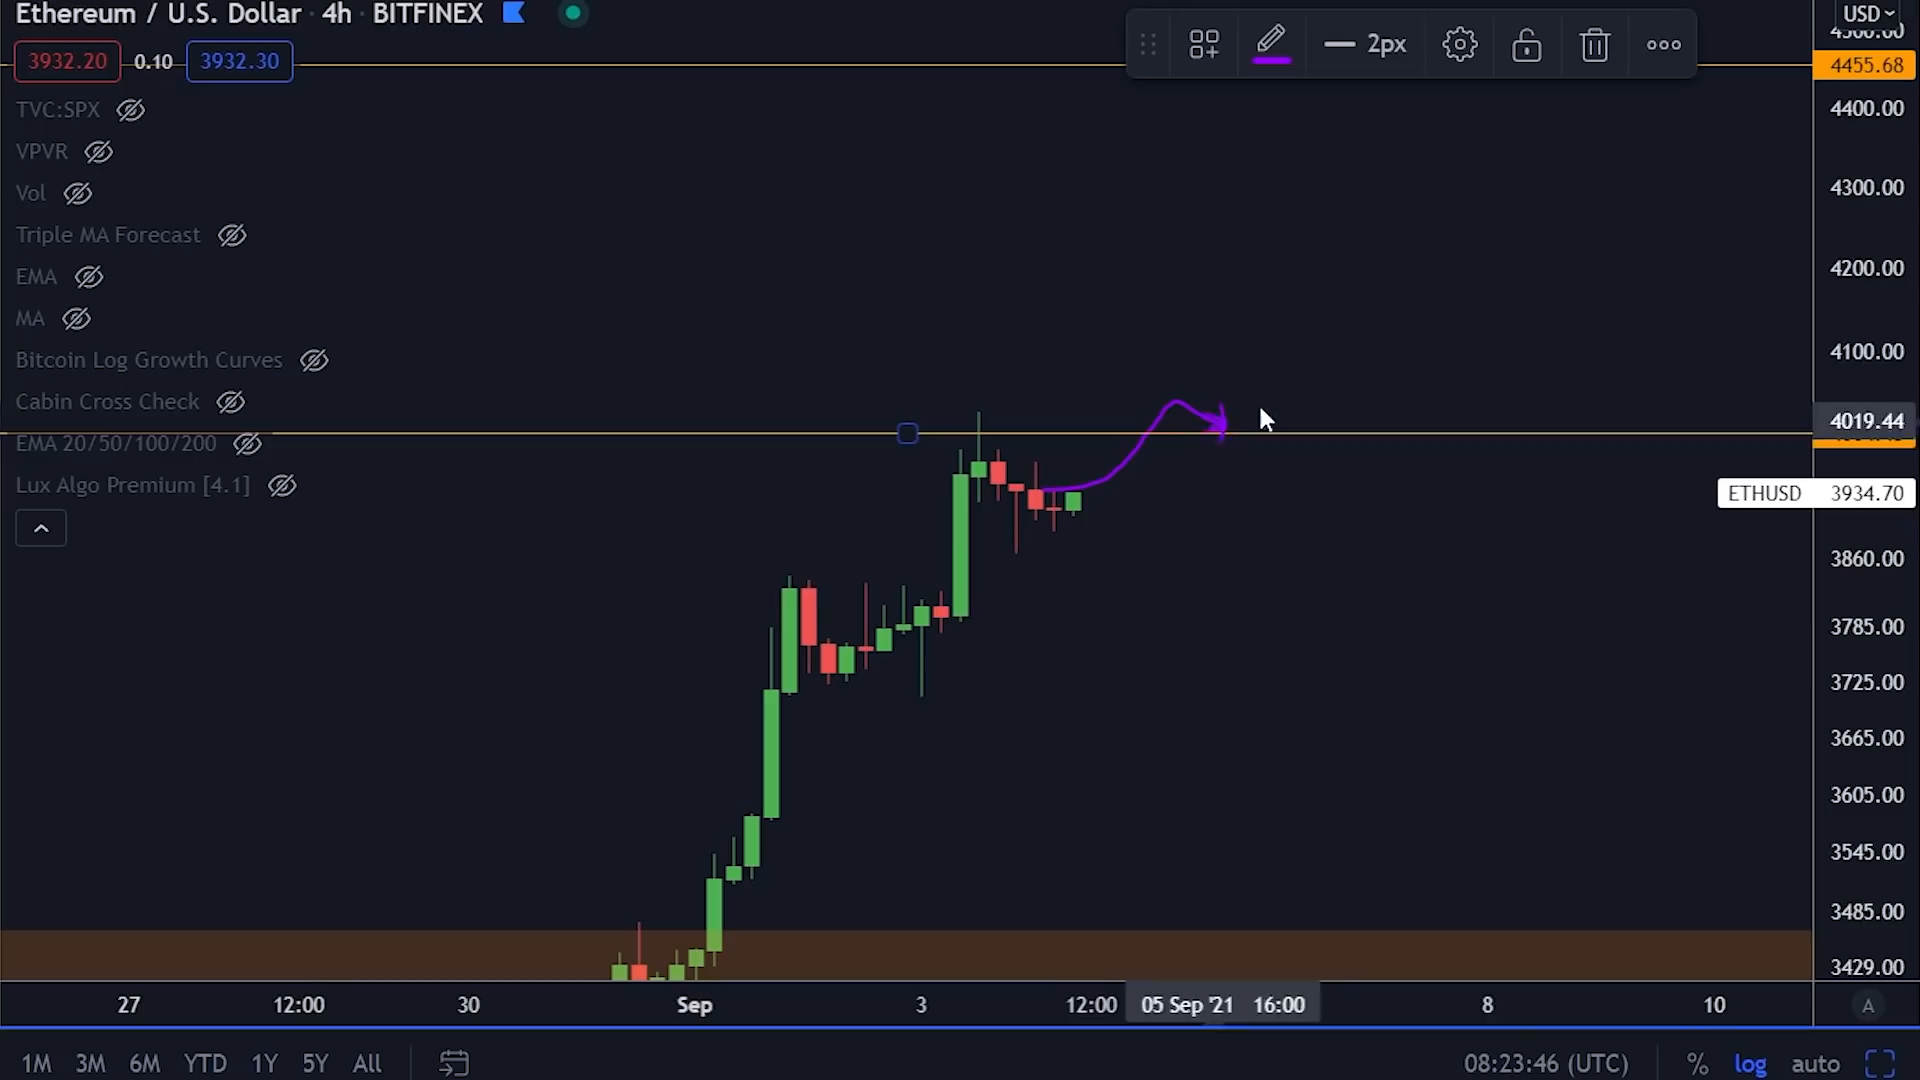 Ethereum / U.S. Dollar · 4h · BITFINEX
USD
4455.68
3932.20 0.10 3932.30
2px
TVC:SPX
4400.00
VPVR
Vol
4300.00
Triple MA Forecast
EMA
4200.00
MA
Bitcoin Log Growth Curves
4100.00
Cabin Cross Check
4019.44
EMA 20/50/100/200
Lux Algo Premium [4.1]
ETHUSD 3934.70
3860.00
3785.00
3725.00
3665.00
3605.00
3545.00
3485.00
3429.00
27 12:00 30 Sep 3 12:00 05 Sep '21 16:00 8 10 A
1M 3M 6M YTD 1Y 5Y All 08:23:46 (UTC) % log auto